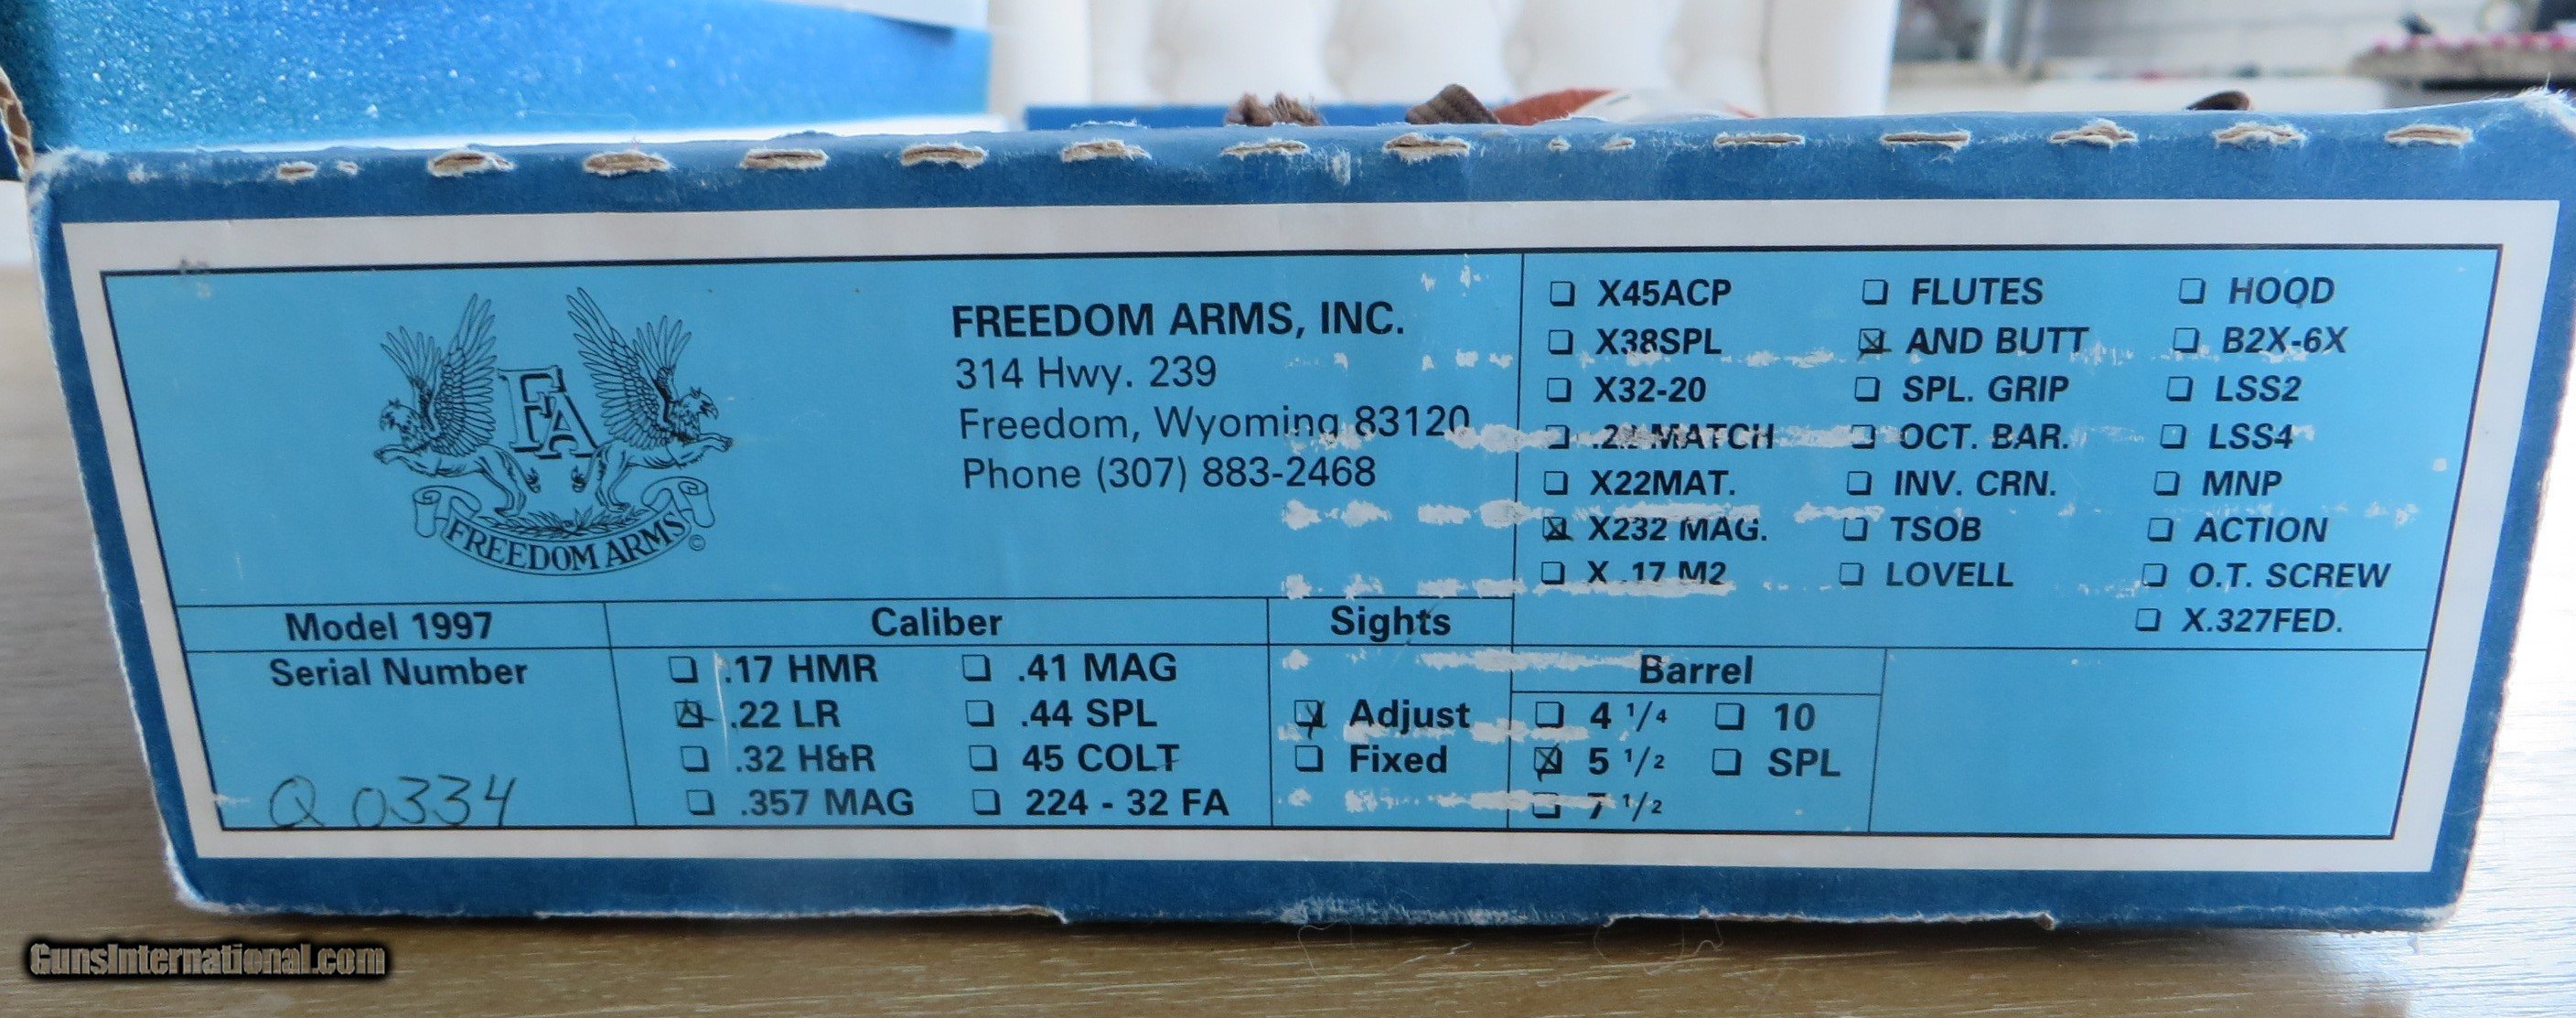 FREEDOM ARMS, INC.
314 Hwy. 239
Freedom, Wyoming 83120
Phone (307) 883-2468
FA
FREEDOM ARMS ©
X45ACP
X38SPL
X32-20
.22 MATCH
X22MAT.
X232 MAG.
X .17 M2
FLUTES
AND BUTT
SPL. GRIP
OCT. BAR.
INV. CRN.
TSOB
LOVELL
HOOD
B2X-6X
LSS2
LSS4
MNP
ACTION
O.T. SCREW
X.327FED.
Model 1997
Serial Number
Q 0334
Caliber
.17 HMR
.22 LR
.32 H&R
.357 MAG
.41 MAG
.44 SPL
45 COLT
224 - 32 FA
Sights
Adjust
Fixed
Barrel
4 1/4
5 1/2
7 1/2
10
SPL
GunsInternational.com